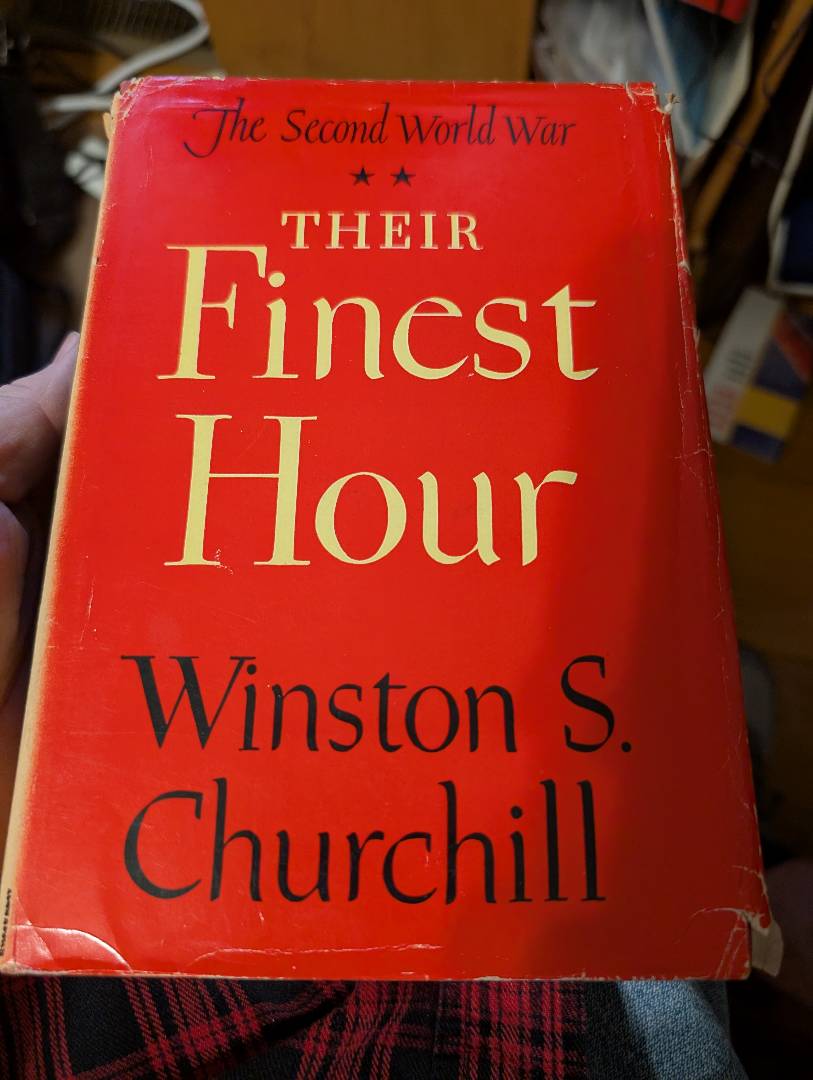 The Second World War
★ ★
THEIR
Finest
Hour
Winston S.
Churchill